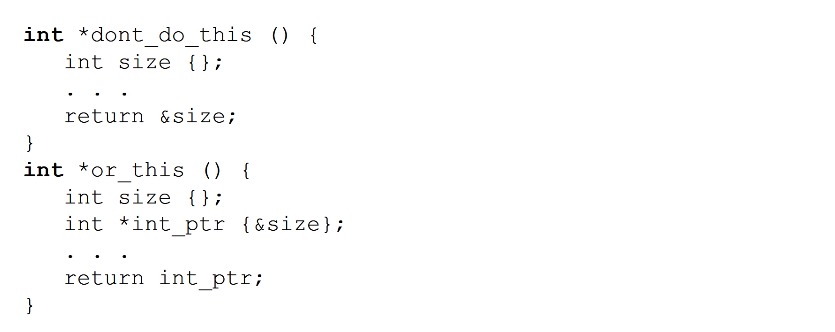 int *dont_do_this () {
int size {};
. . .
return &size;
}
int *or_this () {
int size {};
int *int_ptr {&size};
. . .
return int_ptr;
}